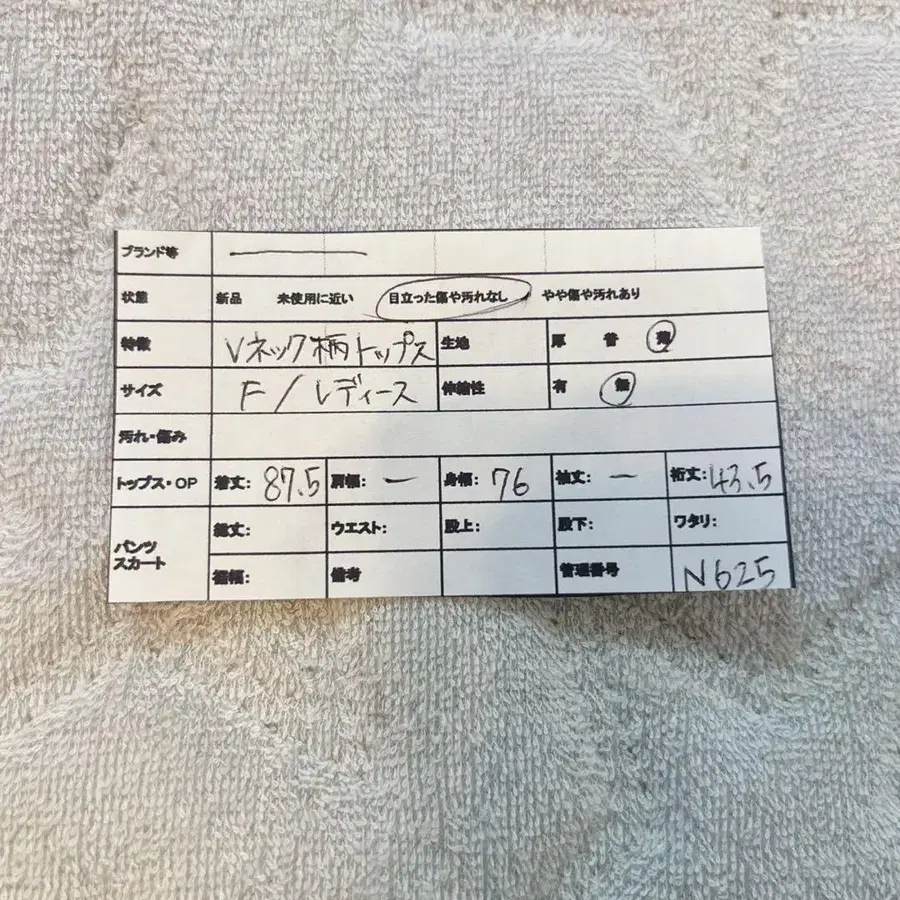 ブランド等 ——
状態 新品 未使用に近い 目立った傷や汚れなし やや傷や汚れあり
特徴 Vネック柄トップス 生地 厚 普 薄
サイズ F/レディース 伸縮性 有 無
汚れ・傷み
トップス・OP 着丈: 87.5 肩幅: ー 身幅: 76 袖丈: ー 裄丈: 43.5
パンツ スカート
総丈: ウエスト: 股上: 股下: ワタリ:
裾幅: 備考 管理番号 N625